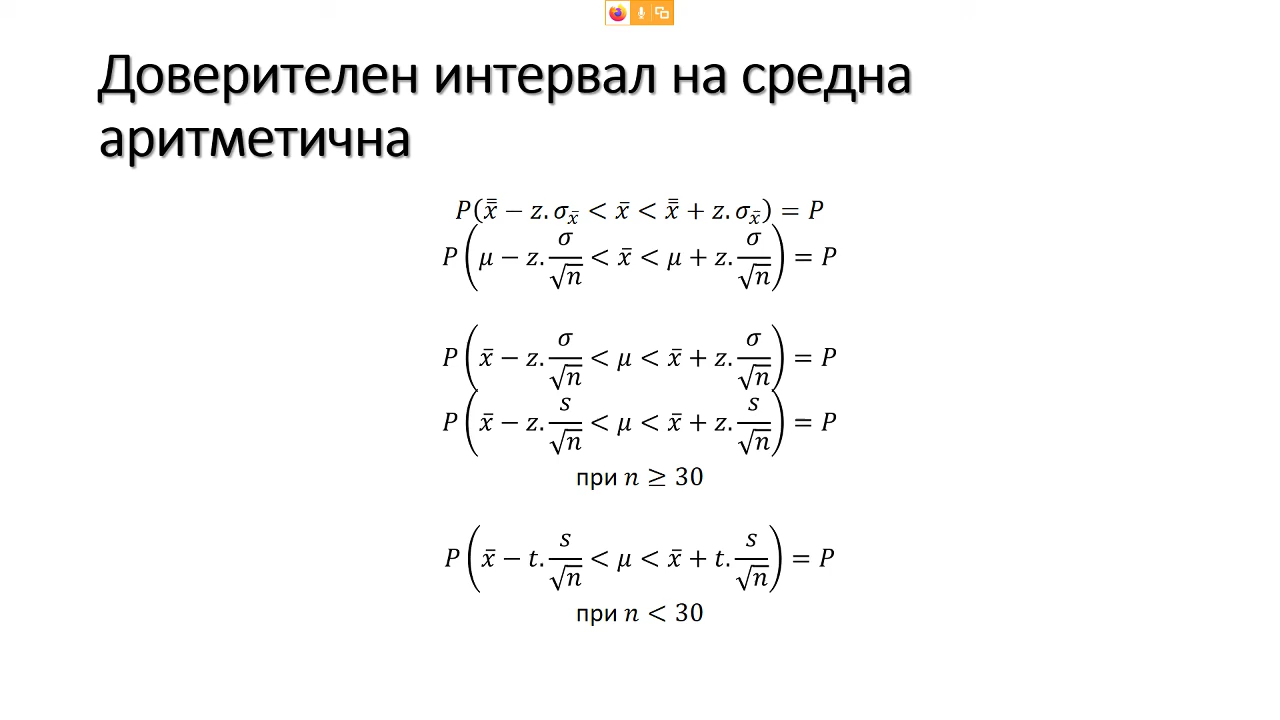 Доверителен интервал на средна
аритметична
P(x̿ − z.σ_x̄ < x̄ < x̿ + z.σ_x̄) = P
P(μ − z.σ/√n < x̄ < μ + z.σ/√n) = P
P(x̄ − z.σ/√n < μ < x̄ + z.σ/√n) = P
P(x̄ − z.s/√n < μ < x̄ + z.s/√n) = P
при n ≥ 30
P(x̄ − t.s/√n < μ < x̄ + t.s/√n) = P
при n < 30